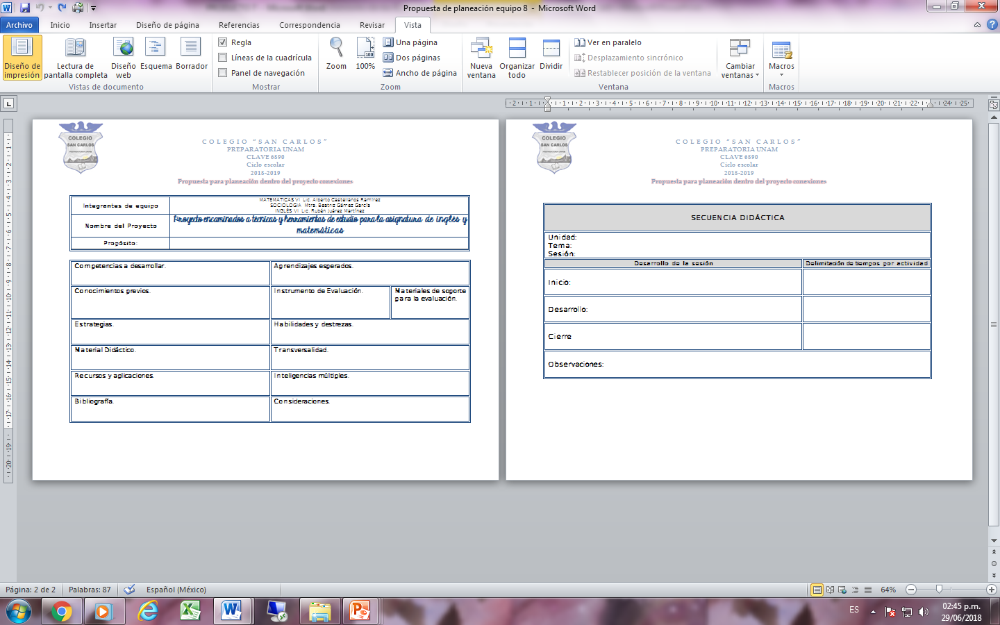 Propuesta de planeación equipo 8 - Microsoft Word
Archivo Inicio Insertar Diseño de página Referencias Correspondencia Revisar Vista
Diseño de impresión
Lectura de pantalla completa
Diseño web
Esquema
Borrador
Vistas de documento
Regla
Líneas de la cuadrícula
Panel de navegación
Mostrar
Zoom
100%
Una página
Dos páginas
Ancho de página
Zoom
Nueva ventana
Organizar todo
Dividir
Ver en paralelo
Desplazamiento sincrónico
Restablecer posición de la ventana
Ventana
Cambiar ventanas
Macros
Macros
COLEGIO
SAN CARLOS
COLEGIO “SAN CARLOS”
PREPARATORIA UNAM
CLAVE 6890
Ciclo escolar
2018-2019
Propuesta para planeación dentro del proyecto conexiones
Integrantes de equipo
MATEMATICAS VI Lic. Alberto Castellanos Ramírez
SOCIOLOGIA Mtra. Beatriz Gómez García
INGLÉS VI Lic. Rubén Juárez Martínez
Nombre del Proyecto
Proyecto encaminados a técnicas y herramientas de estudio para la asignatura de inglés y
matemáticas
Propósito:
Competencias a desarrollar.
Aprendizajes esperados.
Conocimientos previos.
Instrumento de Evaluación.
Materiales de soporte
para la evaluación.
Estrategias.
Habilidades y destrezas.
Material Didáctico.
Transversalidad.
Recursos y aplicaciones.
Inteligencias múltiples.
Bibliografía.
Consideraciones.
COLEGIO
SAN CARLOS
COLEGIO “SAN CARLOS”
PREPARATORIA UNAM
CLAVE 6890
Ciclo escolar
2018-2019
Propuesta para planeación dentro del proyecto conexiones
SECUENCIA DIDÁCTICA
Unidad:
Tema:
Sesión:
Desarrollo de la sesión
Delimitación de tiempos por actividad
Inicio:
Desarrollo:
Cierre
Observaciones:
Página: 2 de 2 Palabras: 87 Español (México) 64%
ES
02:45 p.m.
29/06/2018